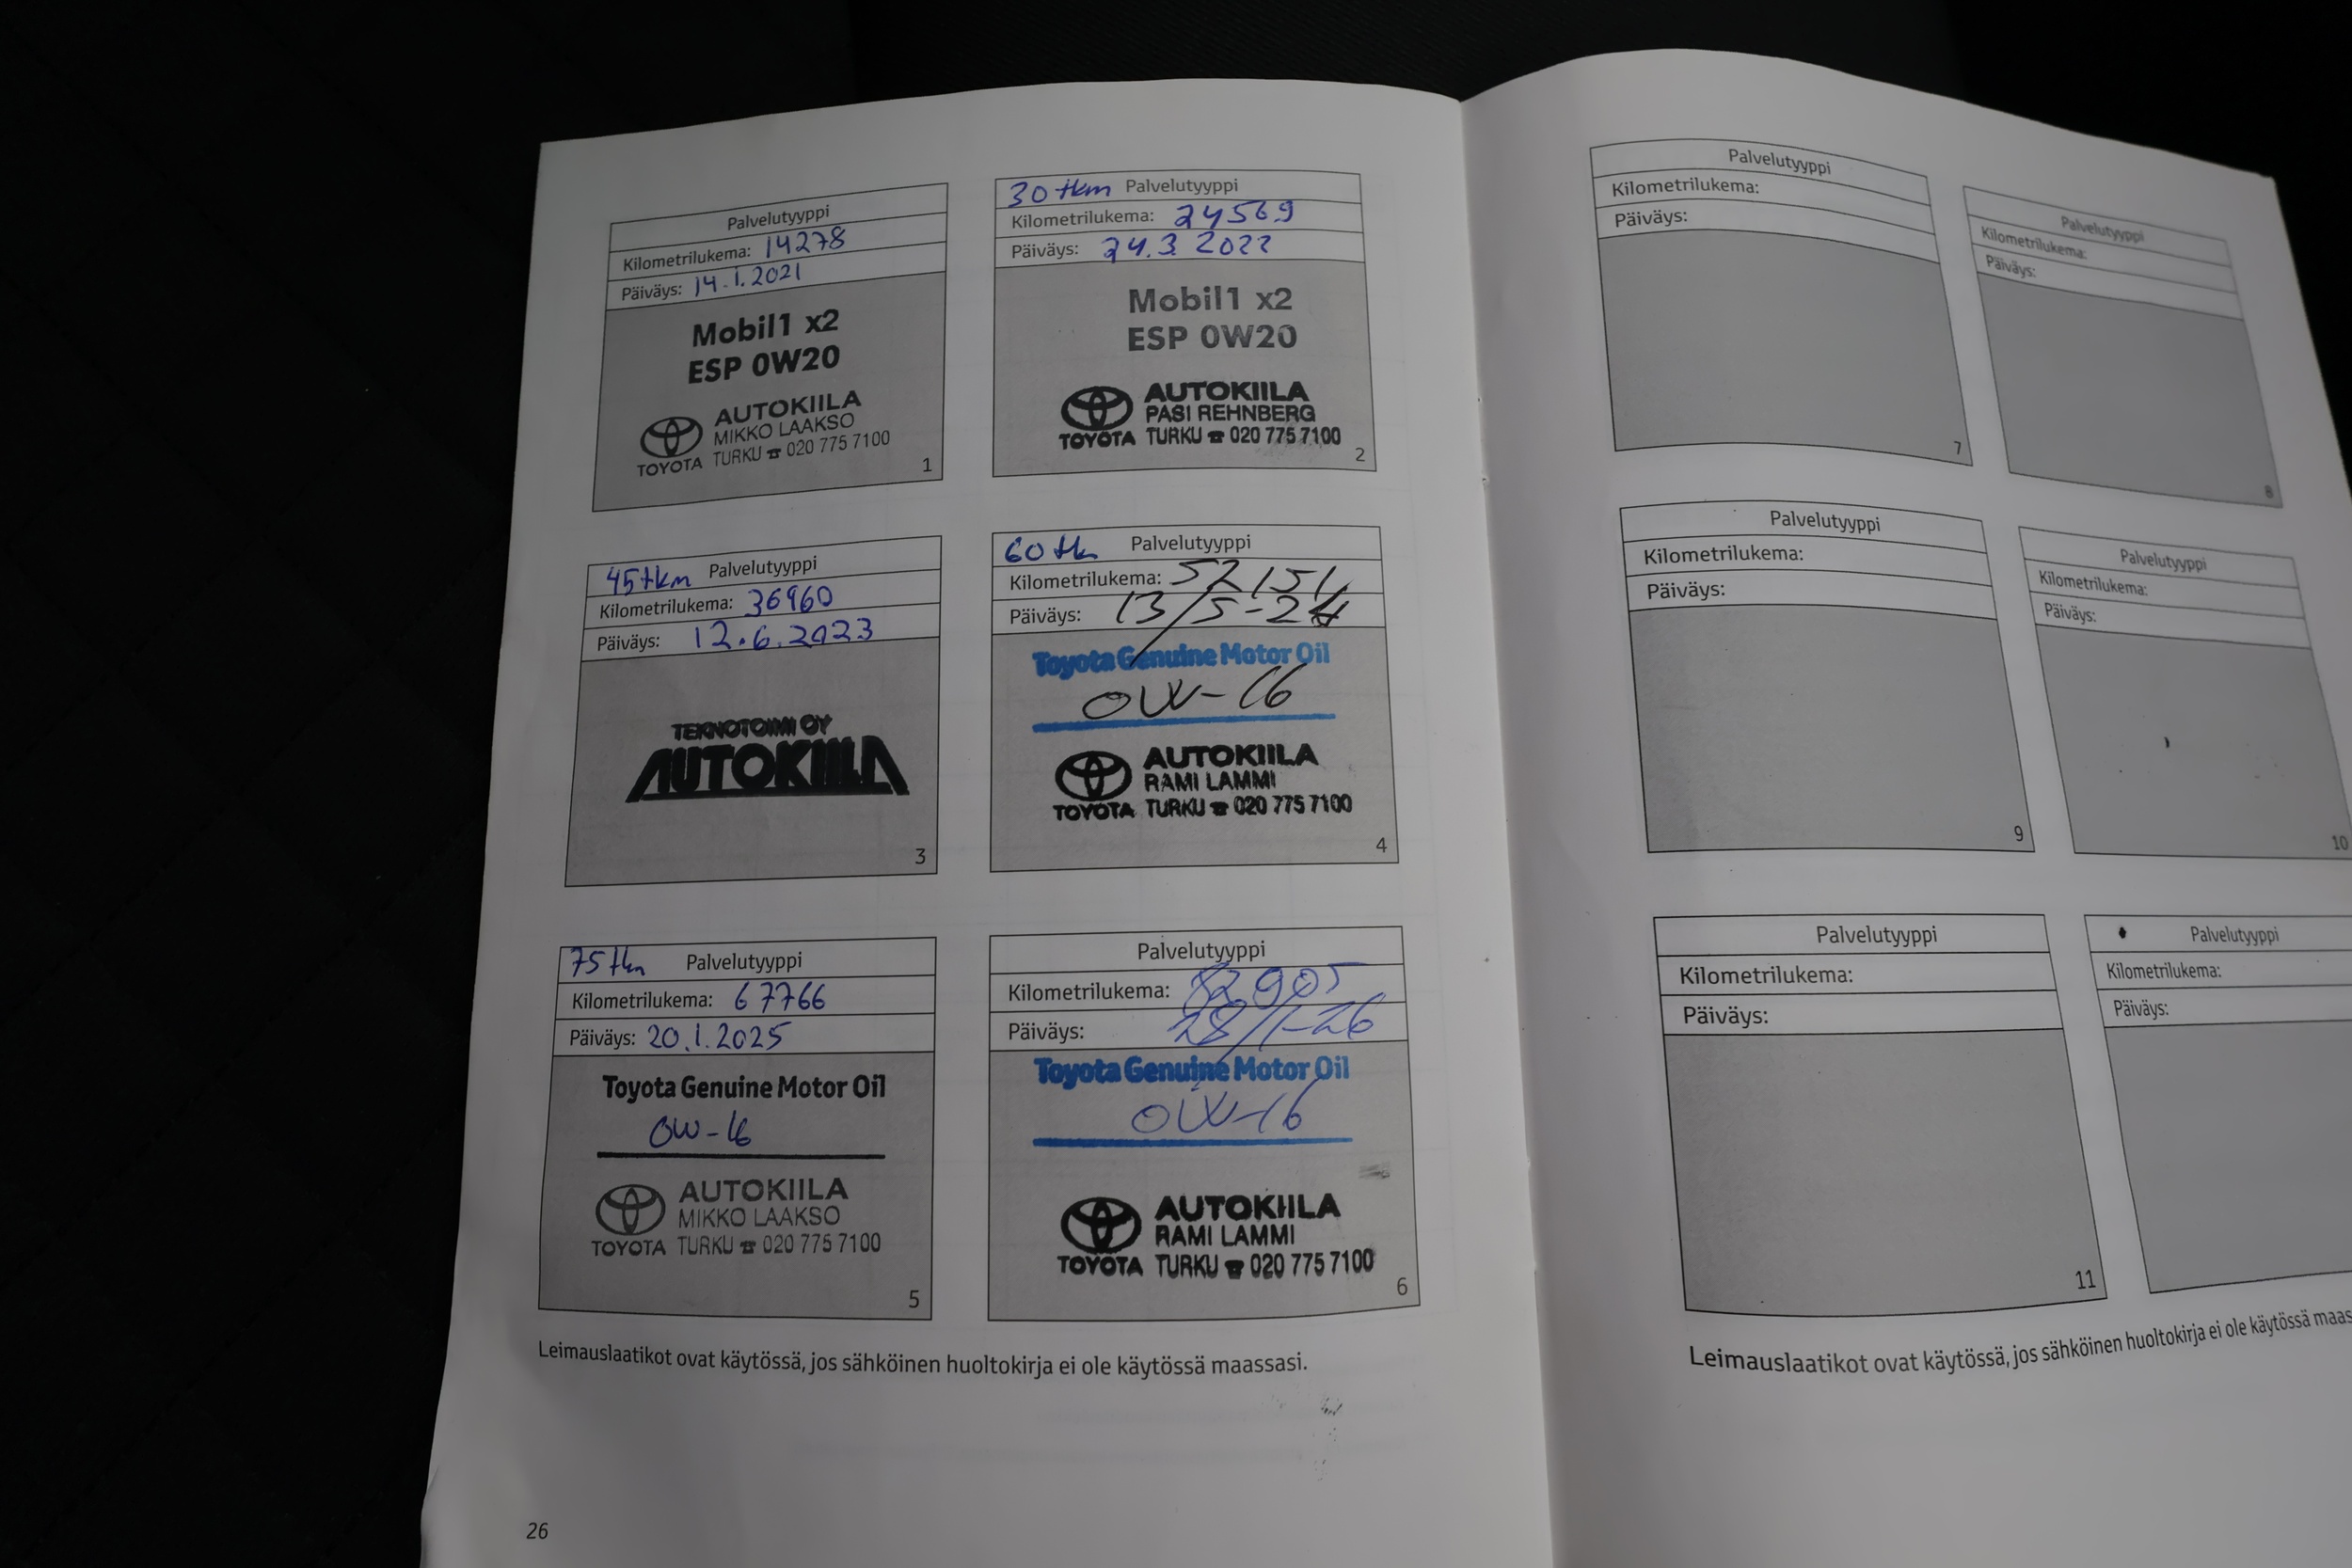 Palvelutyyppi
Kilometrilukema: 14278
Päiväys: 14.1.2021
Mobil1 x2
ESP 0W20
AUTOKIILA
MIKKO LAAKSO
TOYOTA TURKU ☎ 020 775 7100
1
30 tkm Palvelutyyppi
Kilometrilukema: 24569
Päiväys: 24.3 2022
Mobil1 x2
ESP 0W20
AUTOKIILA
PASI REHNBERG
TOYOTA TURKU ☎ 020 775 7100
2
45tkm Palvelutyyppi
Kilometrilukema: 36960
Päiväys: 12.6.2023
TEKNOTOIMI OY
AUTOKIILA
3
60 tkm Palvelutyyppi
Kilometrilukema: 52151
Päiväys: 13/5-24
Toyota Genuine Motor Oil
0W-16
AUTOKIILA
RAMI LAMMI
TOYOTA TURKU ☎ 020 775 7100
4
75 tkm Palvelutyyppi
Kilometrilukema: 67766
Päiväys: 20.1.2025
Toyota Genuine Motor Oil
0W-16
AUTOKIILA
MIKKO LAAKSO
TOYOTA TURKU ☎ 020 775 7100
5
Palvelutyyppi
Kilometrilukema: 82905
Päiväys: 28/1-26
Toyota Genuine Motor Oil
0W-16
AUTOKIILA
RAMI LAMMI
TOYOTA TURKU ☎ 020 775 7100
6
Leimauslaatikot ovat käytössä, jos sähköinen huoltokirja ei ole käytössä maassasi.
26
Palvelutyyppi
Kilometrilukema:
Päiväys:
7
Palvelutyyppi
Kilometrilukema:
Päiväys:
8
Palvelutyyppi
Kilometrilukema:
Päiväys:
9
Palvelutyyppi
Kilometrilukema:
Päiväys:
10
Palvelutyyppi
Kilometrilukema:
Päiväys:
11
Palvelutyyppi
Kilometrilukema:
Päiväys:
Leimauslaatikot ovat käytössä, jos sähköinen huoltokirja ei ole käytössä maas